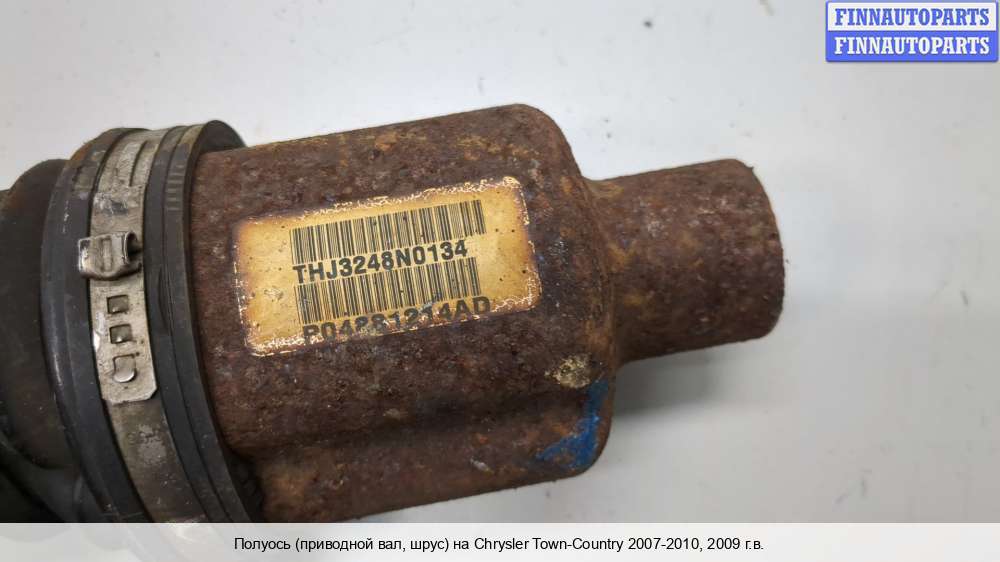 FINNAUTOPARTS
FINNAUTOPARTS
THJ3248N0134
P04881214AD
Полуось (приводной вал, шрус) на Chrysler Town-Country 2007-2010, 2009 г.в.